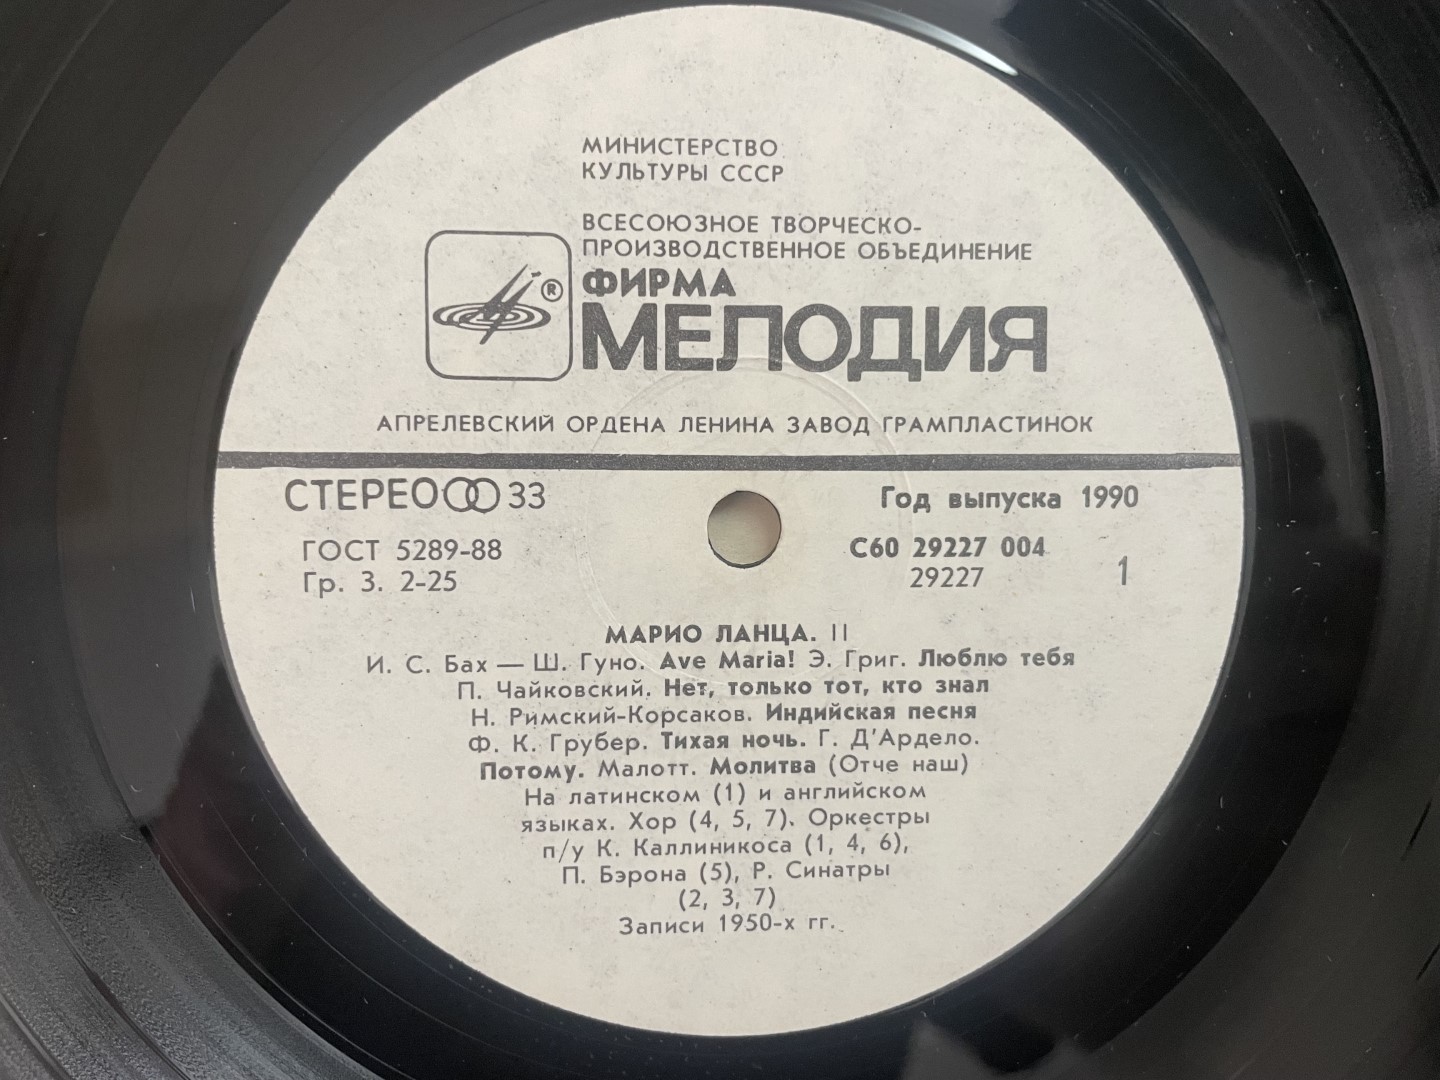 МИНИСТЕРСТВО
КУЛЬТУРЫ СССР
ВСЕСОЮЗНОЕ ТВОРЧЕСКО-
ПРОИЗВОДСТВЕННОЕ ОБЪЕДИНЕНИЕ
ФИРМА
®
МЕЛОДИЯ
АПРЕЛЕВСКИЙ ОРДЕНА ЛЕНИНА ЗАВОД ГРАМПЛАСТИНОК
СТЕРЕО 33
Год выпуска 1990
ГОСТ 5289-88
С60 29227 004
Гр. 3. 2-25
29227
1
МАРИО ЛАНЦА. II
И. С. Бах — Ш. Гуно. Ave Maria! Э. Григ. Люблю тебя
П. Чайковский. Нет, только тот, кто знал
Н. Римский-Корсаков. Индийская песня
Ф. К. Грубер. Тихая ночь. Г. Д'Ардело.
Потому. Малотт. Молитва (Отче наш)
На латинском (1) и английском
языках. Хор (4, 5, 7). Оркестры
п/у К. Каллиникоса (1, 4, 6),
П. Бэрона (5), Р. Синатры
(2, 3, 7)
Записи 1950-х гг.